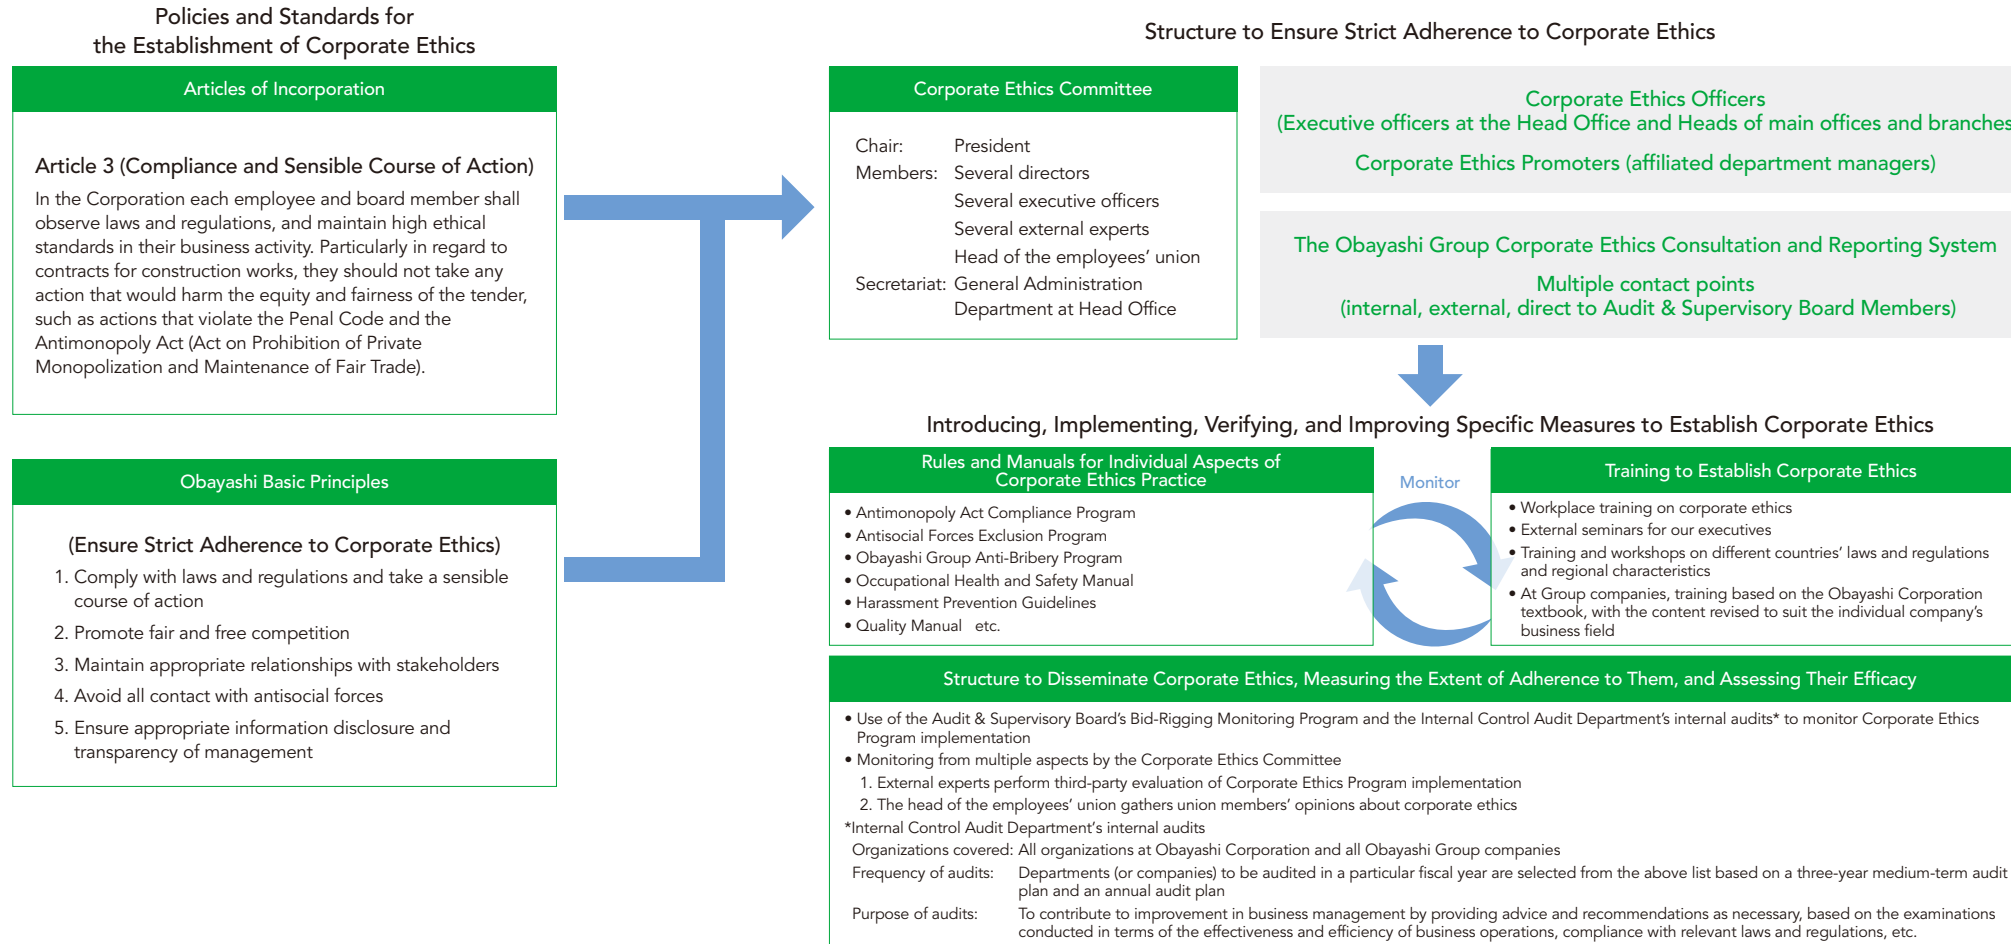 Policies and Standards for
the Establishment of Corporate Ethics
Articles of Incorporation
Article 3 (Compliance and Sensible Course of Action)
In the Corporation each employee and board member shall
observe laws and regulations, and maintain high ethical
standards in their business activity. Particularly in regard to
contracts for construction works, they should not take any
action that would harm the equity and fairness of the tender,
such as actions that violate the Penal Code and the
Antimonopoly Act (Act on Prohibition of Private
Monopolization and Maintenance of Fair Trade).
Obayashi Basic Principles
(Ensure Strict Adherence to Corporate Ethics)
1. Comply with laws and regulations and take a sensible
course of action
2. Promote fair and free competition
3. Maintain appropriate relationships with stakeholders
4. Avoid all contact with antisocial forces
5. Ensure appropriate information disclosure and
transparency of management
Structure to Ensure Strict Adherence to Corporate Ethics
Corporate Ethics Committee
Chair: President
Members: Several directors
Several executive officers
Several external experts
Head of the employees' union
Secretariat: General Administration
Department at Head Office
Corporate Ethics Officers
(Executive officers at the Head Office and Heads of main offices and branches
Corporate Ethics Promoters (affiliated department managers)
The Obayashi Group Corporate Ethics Consultation and Reporting System
Multiple contact points
(internal, external, direct to Audit & Supervisory Board Members)
Introducing, Implementing, Verifying, and Improving Specific Measures to Establish Corporate Ethics
Rules and Manuals for Individual Aspects of
Corporate Ethics Practice
• Antimonopoly Act Compliance Program
• Antisocial Forces Exclusion Program
• Obayashi Group Anti-Bribery Program
• Occupational Health and Safety Manual
• Harassment Prevention Guidelines
• Quality Manual etc.
Monitor
Training to Establish Corporate Ethics
• Workplace training on corporate ethics
• External seminars for our executives
• Training and workshops on different countries' laws and regulations
and regional characteristics
• At Group companies, training based on the Obayashi Corporation
textbook, with the content revised to suit the individual company's
business field
Structure to Disseminate Corporate Ethics, Measuring the Extent of Adherence to Them, and Assessing Their Efficacy
• Use of the Audit & Supervisory Board's Bid-Rigging Monitoring Program and the Internal Control Audit Department's internal audits* to monitor Corporate Ethics
Program implementation
• Monitoring from multiple aspects by the Corporate Ethics Committee
1. External experts perform third-party evaluation of Corporate Ethics Program implementation
2. The head of the employees' union gathers union members' opinions about corporate ethics
*Internal Control Audit Department's internal audits
Organizations covered: All organizations at Obayashi Corporation and all Obayashi Group companies
Frequency of audits: Departments (or companies) to be audited in a particular fiscal year are selected from the above list based on a three-year medium-term audit
plan and an annual audit plan
Purpose of audits: To contribute to improvement in business management by providing advice and recommendations as necessary, based on the examinations
conducted in terms of the effectiveness and efficiency of business operations, compliance with relevant laws and regulations, etc.